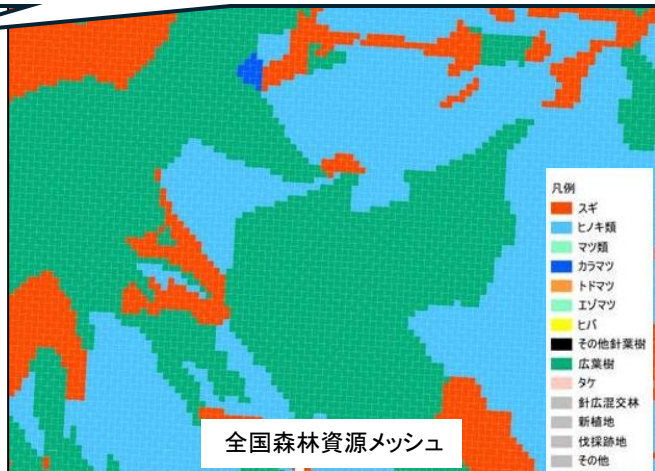 凡例
スギ
ヒノキ類
マツ類
カラマツ
トドマツ
エゾマツ
ヒバ
その他針葉樹
広葉樹
タケ
針広混交林
新植地
伐採跡地
その他
全国森林資源メッシュ